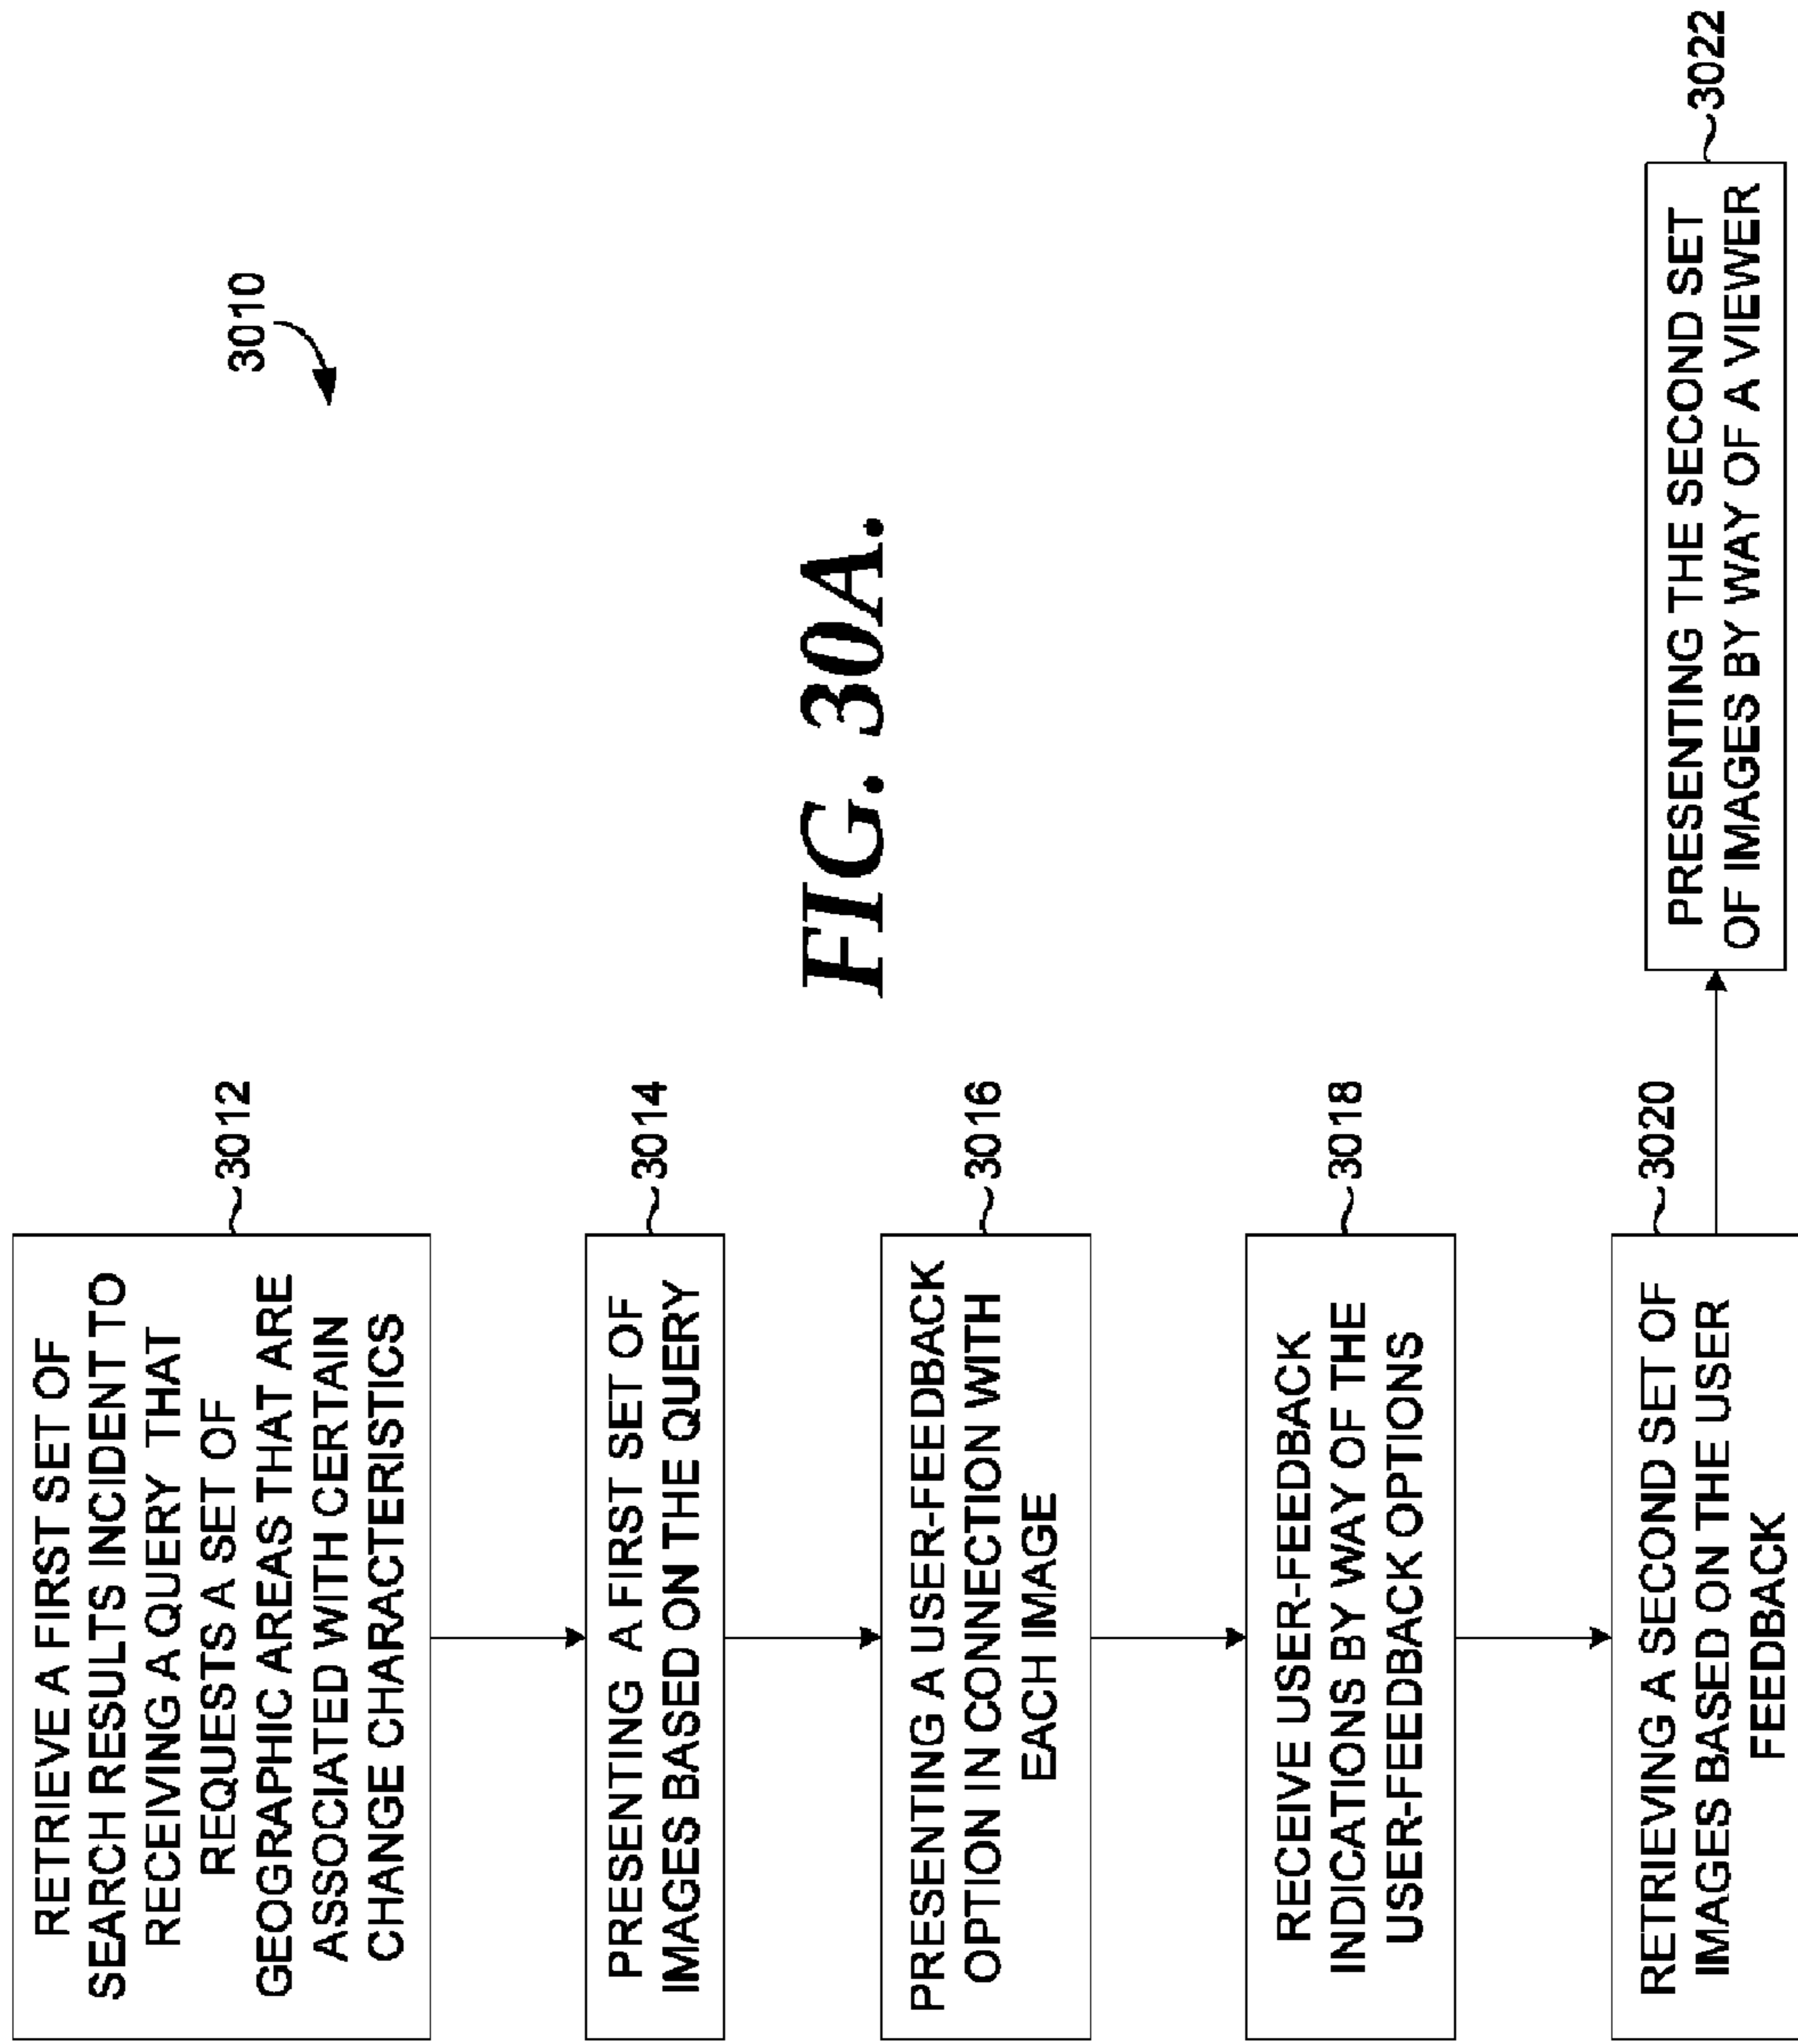 3010
RETRIEVE A FIRST SET OF
SEARCH RESULTS INCIDENT TO
RECEIVING A QUERY THAT
REQUESTS A SET OF
GEOGRAPHIC AREAS THAT ARE
ASSOCIATED WITH CERTAIN
CHANGE CHARACTERISTICS
3012
PRESENTING A FIRST SET OF
IMAGES BASED ON THE QUERY
3014
PRESENTING A USER-FEEDBACK
OPTION IN CONNECTION WITH
EACH IMAGE
3016
RECEIVE USER-FEEDBACK
INDICATIONS BY WAY OF THE
USER-FEEDBACK OPTIONS
3018
RETRIEVING A SECOND SET OF
IMAGES BASED ON THE USER
FEEDBACK
3020
PRESENTING THE SECOND SET
OF IMAGES BY WAY OF A VIEWER
3022
FIG. 30A.